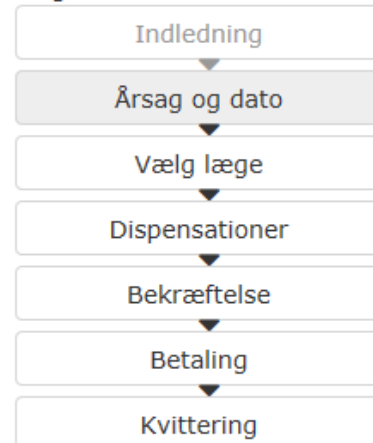 Indledning
Årsag og dato
Vælg læge
Dispensationer
Bekræftelse
Betaling
Kvittering